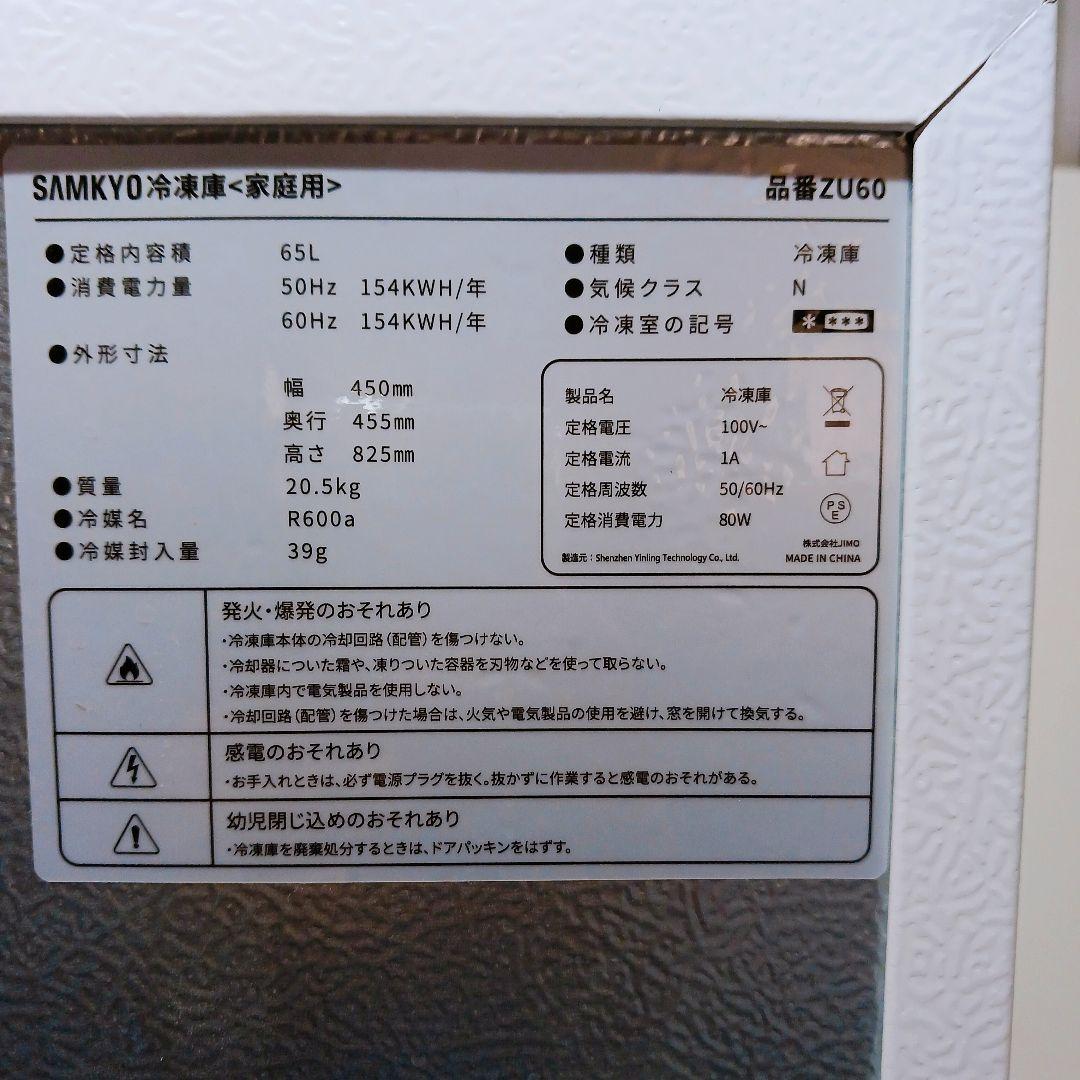 SAMKYO冷凍庫<家庭用> 品番ZU60
●定格内容積 65L
●消費電力量 50Hz 154KWH/年
60Hz 154KWH/年
●外形寸法
幅 450mm
奥行 455mm
高さ 825mm
●質量 20.5kg
●冷媒名 R600a
●冷媒封入量 39g
●種類 冷凍庫
●気候クラス N
●冷凍室の記号 * ***
製品名 冷凍庫
定格電圧 100V~
定格電流 1A
定格周波数 50/60Hz
定格消費電力 80W
PSE
株式会社JIMO
製造元：Shenzhen Yinling Technology Co., Ltd. MADE IN CHINA
発火・爆発のおそれあり
・冷凍庫本体の冷却回路（配管）を傷つけない。
・冷却器についた霜や、凍りついた容器を刃物などを使って取らない。
・冷凍庫内で電気製品を使用しない。
・冷却回路（配管）を傷つけた場合は、火気や電気製品の使用を避け、窓を開けて換気する。
感電のおそれあり
・お手入れときは、必ず電源プラグを抜く。抜かずに作業すると感電のおそれがある。
幼児閉じ込めのおそれあり
・冷凍庫を廃棄処分するときは、ドアパッキンをはずす。